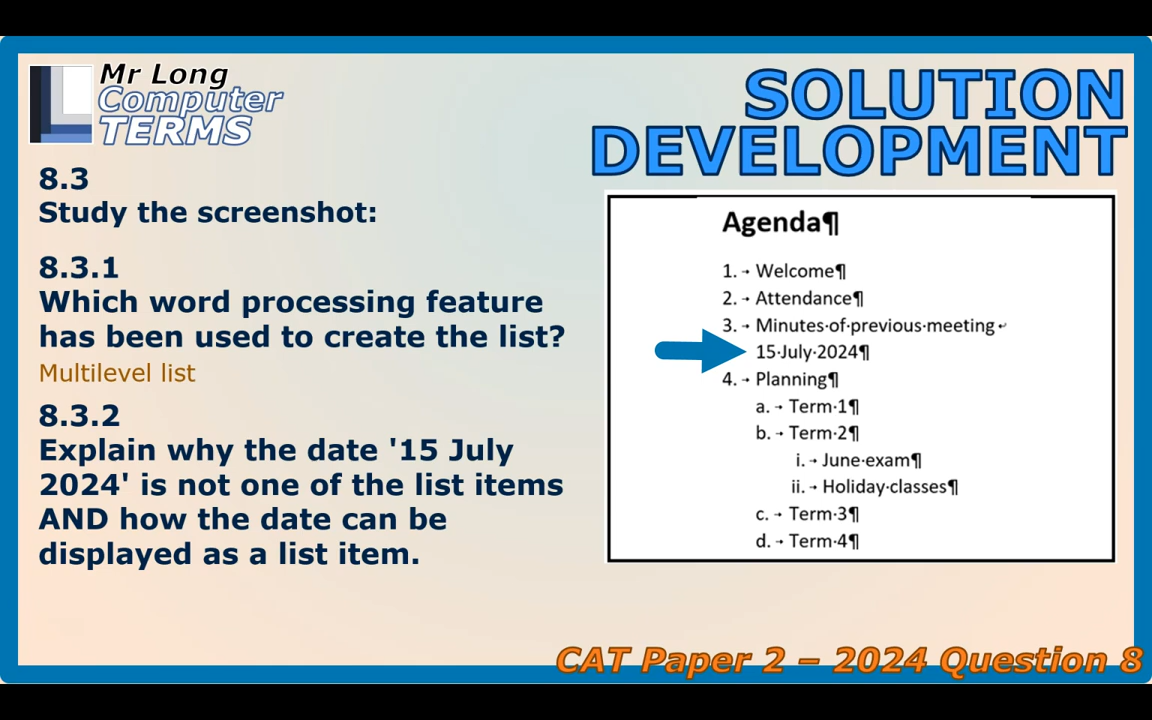 Mr Long
Computer
TERMS
SOLUTION
DEVELOPMENT
8.3
Study the screenshot:
8.3.1
Which word processing feature
has been used to create the list?
Multilevel list
8.3.2
Explain why the date '15 July
2024' is not one of the list items
AND how the date can be
displayed as a list item.
Agenda¶
1.→Welcome¶
2.→Attendance¶
3.→Minutes·of·previous·meeting↵
15·July·2024¶
4.→Planning¶
a.→Term·1¶
b.→Term·2¶
i.→June·exam¶
ii.→Holiday·classes¶
c.→Term·3¶
d.→Term·4¶
CAT Paper 2 – 2024 Question 8